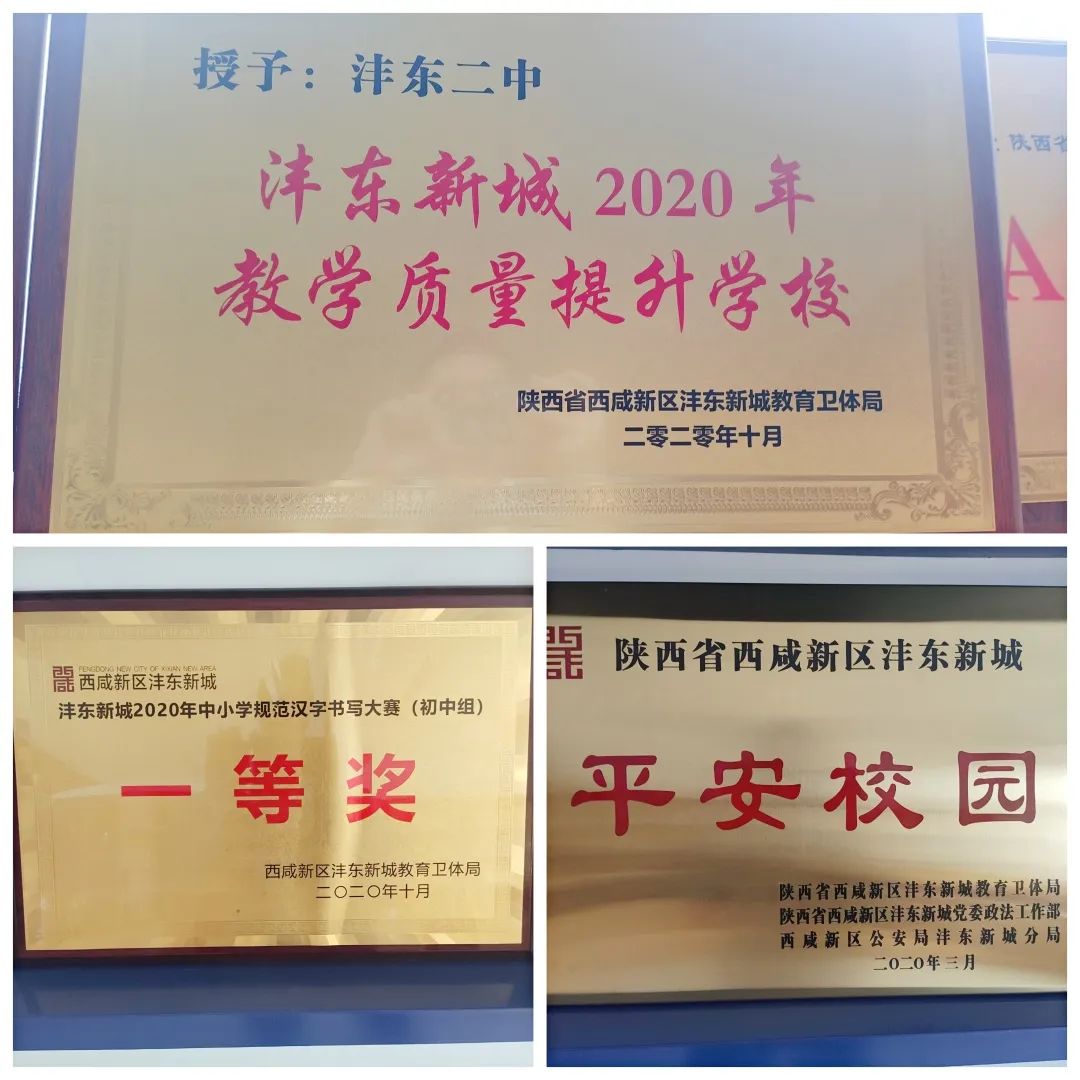 授予：沣东二中
沣东新城2020年
教学质量提升学校
陕西省西咸新区沣东新城教育卫体局
二零二零年十月
陕西省
A
FENGDONG NEW CITY OF XIXIAN NEW AREA
西咸新区沣东新城
沣东新城2020年中小学规范汉字书写大赛（初中组）
一等奖
西咸新区沣东新城教育卫体局
二〇二〇年十月
陕西省西咸新区沣东新城
平安校园
陕西省西咸新区沣东新城教育卫体局
陕西省西咸新区沣东新城党委政法工作部
西咸新区公安局沣东新城分局
二〇二〇年三月